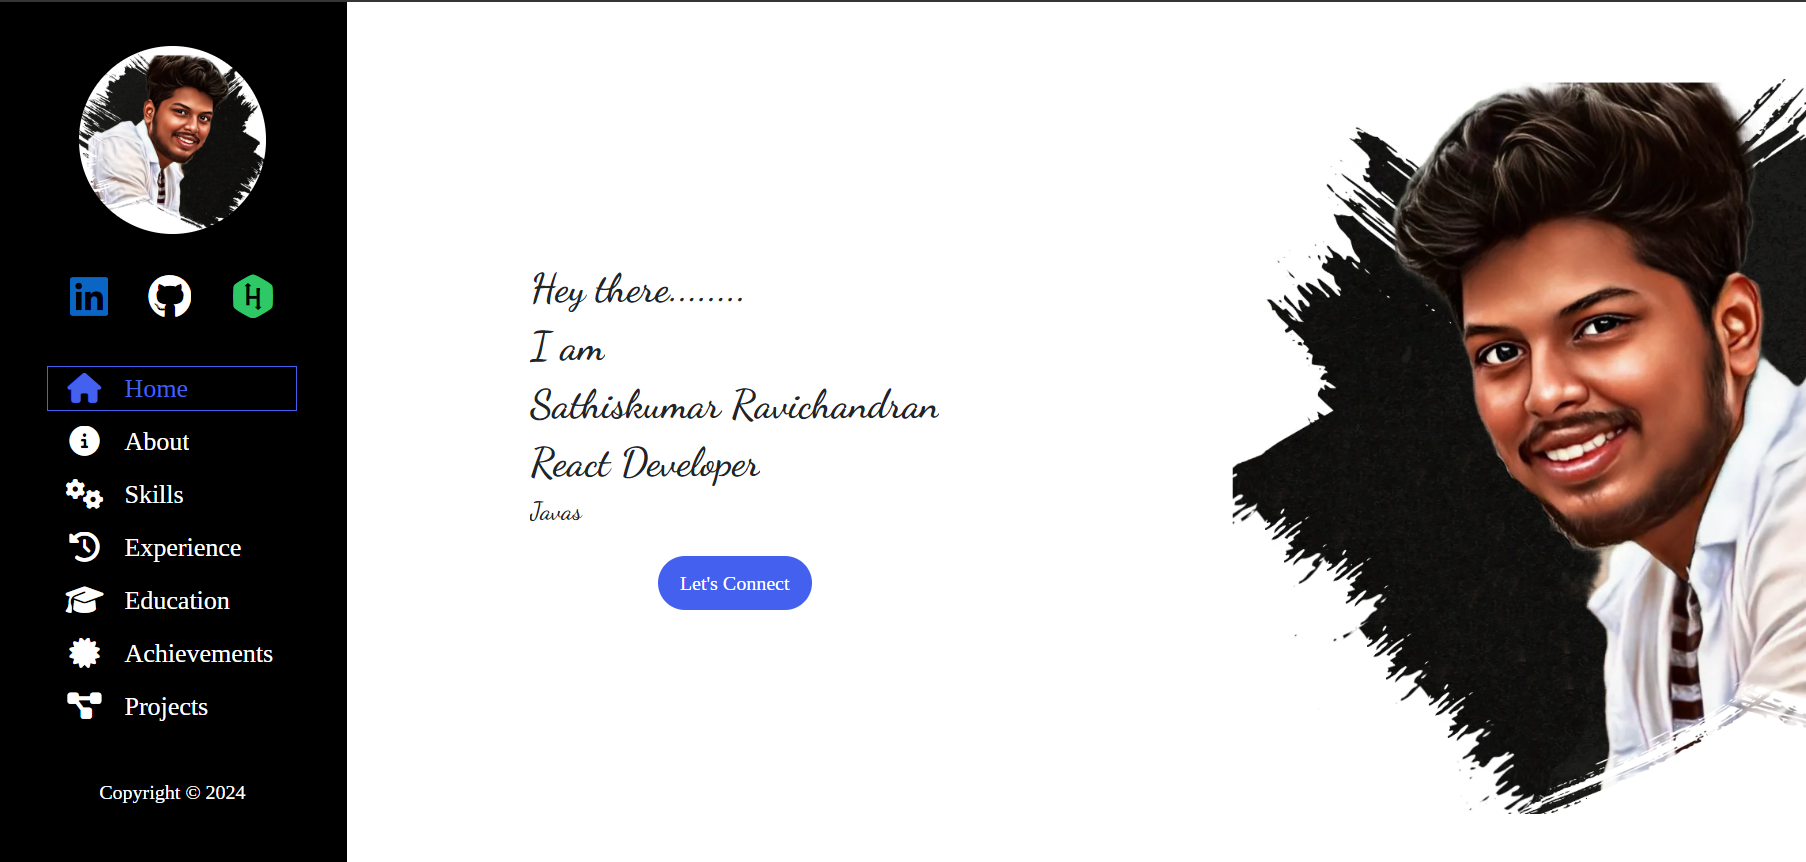 in
H
Home
About
Skills
Experience
Education
Achievements
Projects
Copyright © 2024
Hey there........
I am
Sathiskumar Ravichandran
React Developer
Javas
Let's Connect